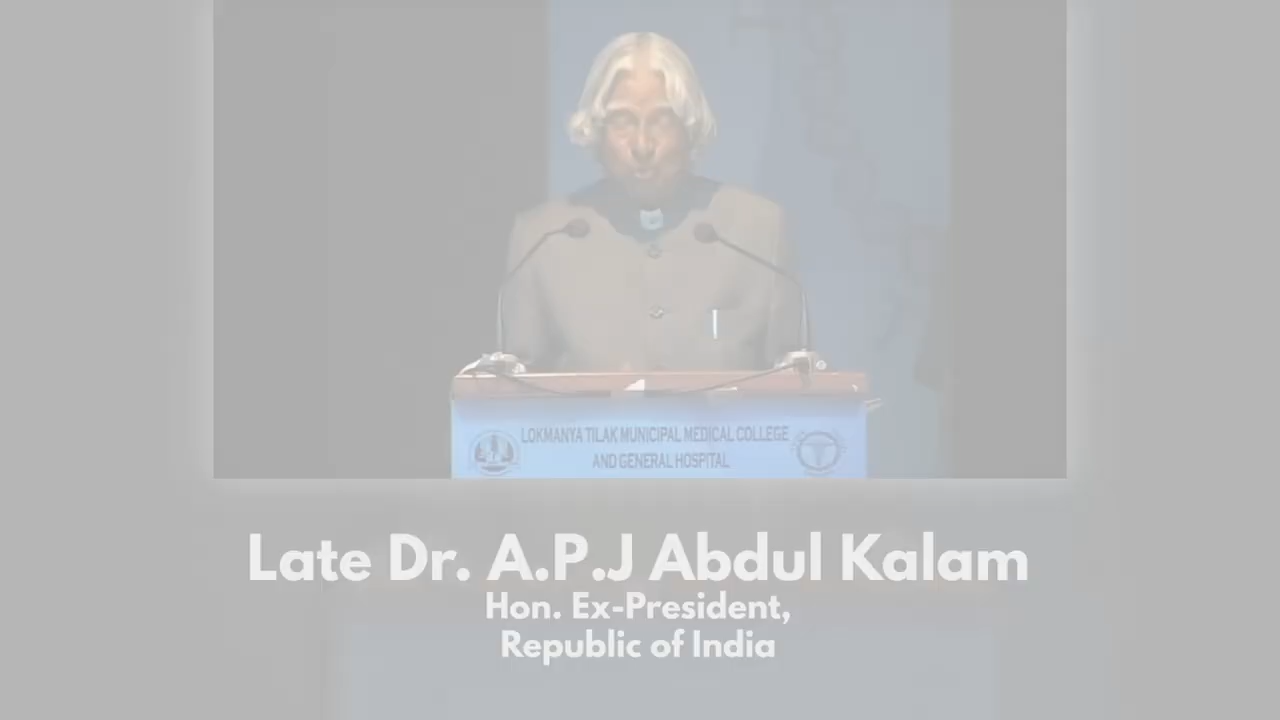 LOKMANYA TILAK MUNICIPAL MEDICAL COLLEGE
AND GENERAL HOSPITAL
Late Dr. A.P.J Abdul Kalam
Hon. Ex-President,
Republic of India